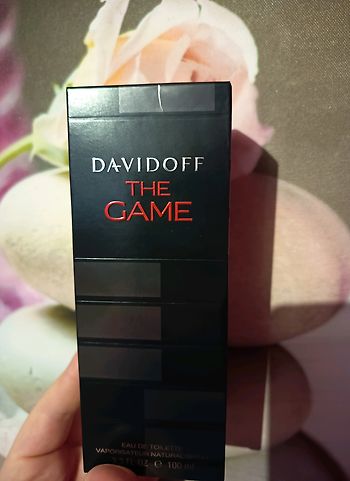 DAVIDOFF
THE
GAME
EAU DE TOILETTE
VAPORISATEUR NATURAL SPRAY
3.3 FL OZ e 100 ml